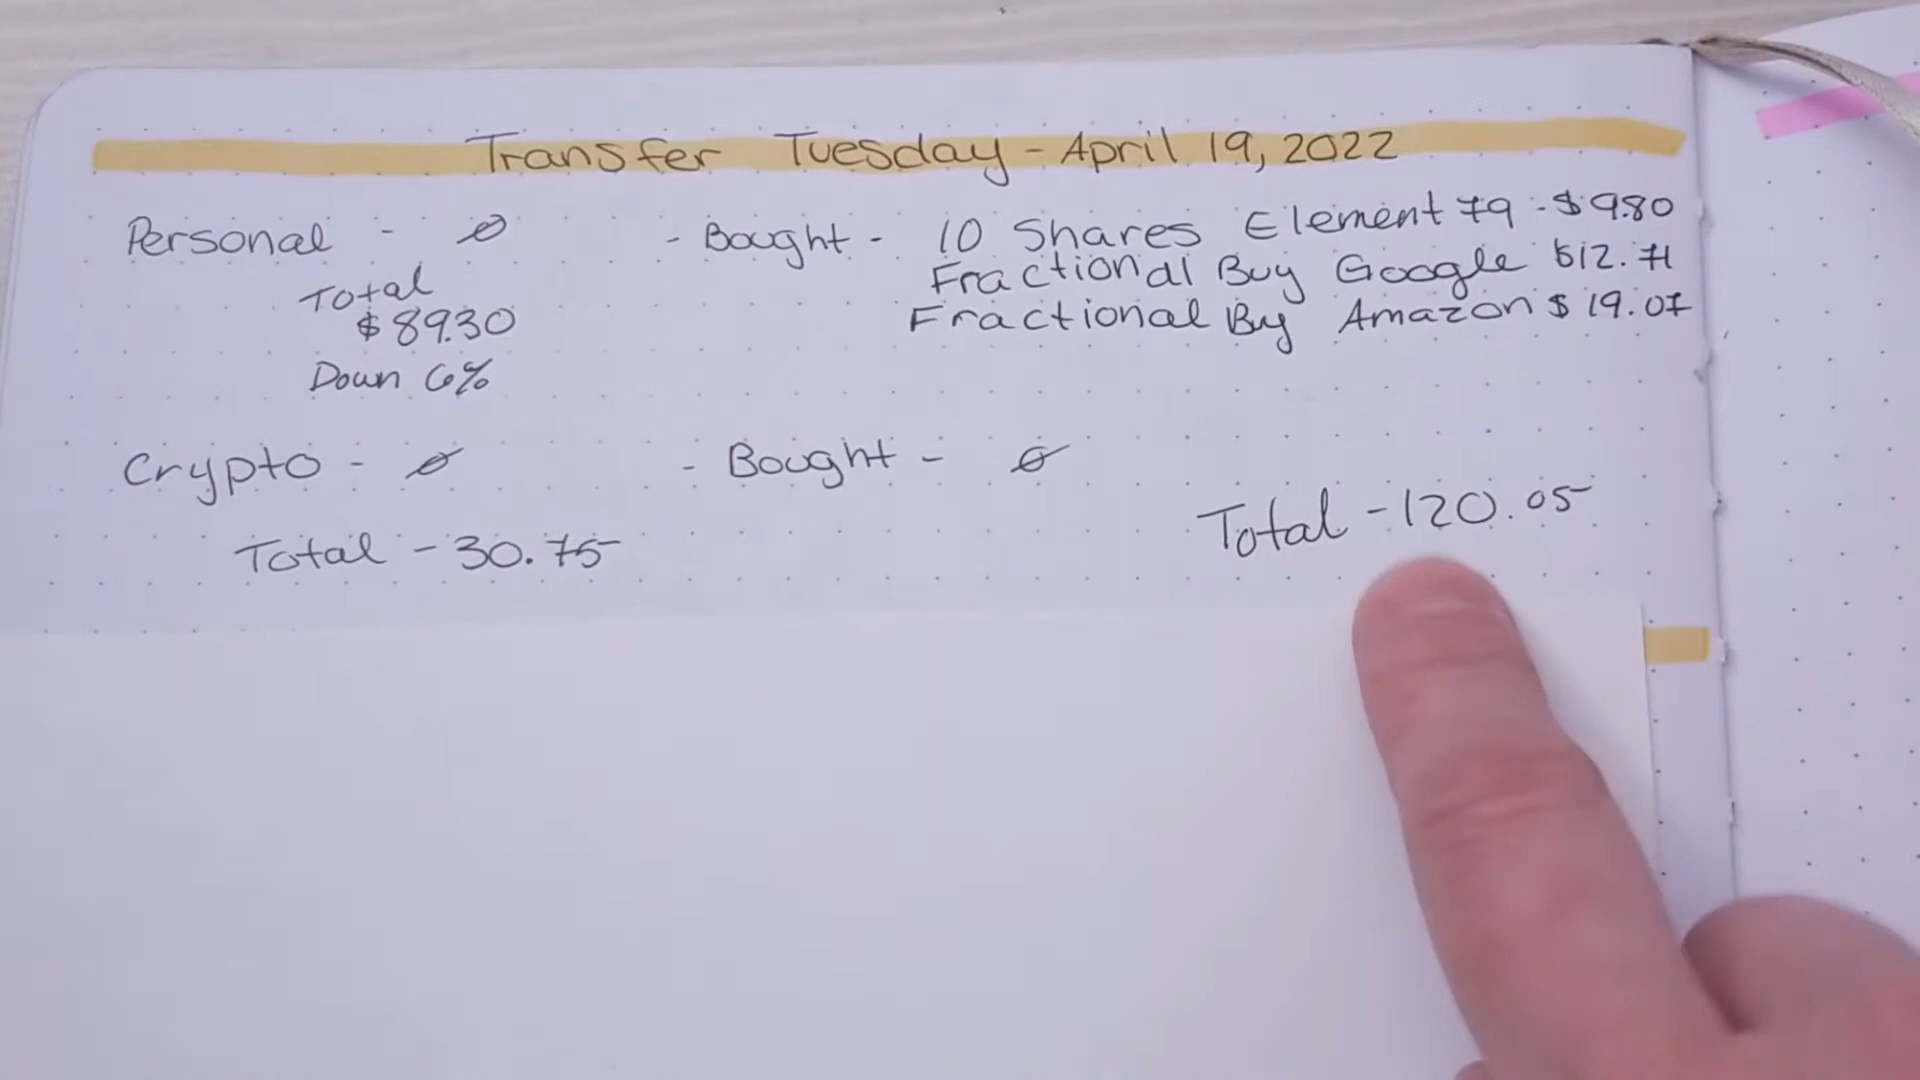 Transfer Tuesday - April 19, 2022
Personal - ∅ - Bought - 10 Shares Element 79 - $9.80
Fractional Buy Google $12.71
Fractional By Amazon $19.07
Total
$89.30
Down 6%
Crypto - ∅ - Bought - ∅
Total - 30.75
Total - 120.05